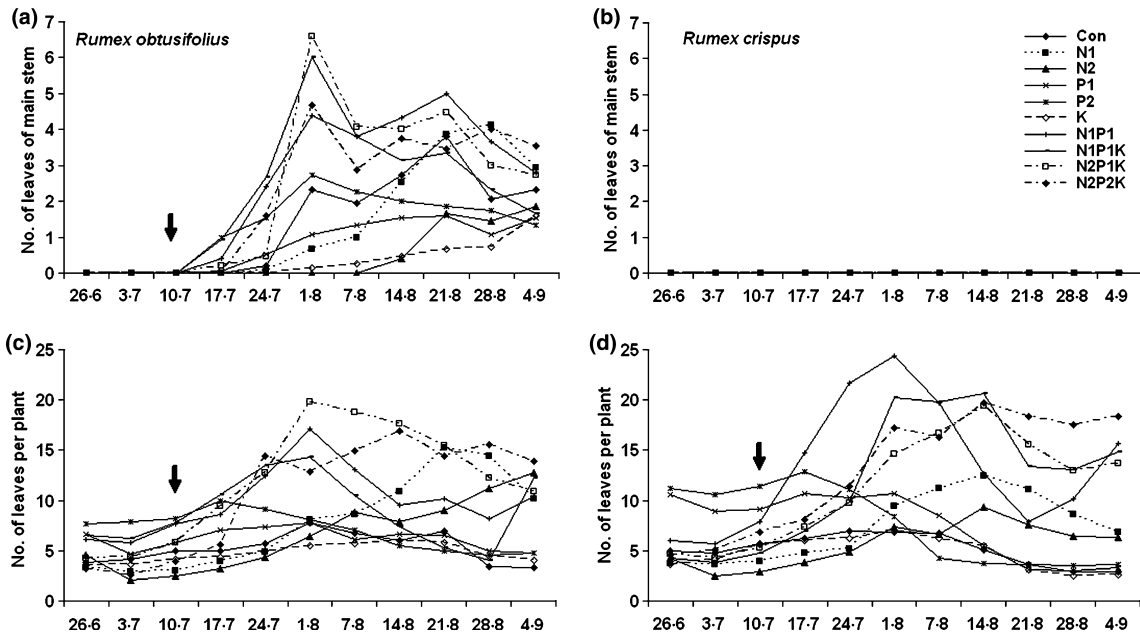 (a)
Rumex obtusifolius
No. of leaves of main stem
7
6
5
4
3
2
1
0
26·6 3·7 10·7 17·7 24·7 1·8 7·8 14·8 21·8 28·8 4·9
(b)
Rumex crispus
No. of leaves of main stem
7
6
5
4
3
2
1
0
26·6 3·7 10·7 17·7 24·7 1·8 7·8 14·8 21·8 28·8 4·9
Con
N1
N2
P1
P2
K
N1P1
N1P1K
N2P1K
N2P2K
(c)
No. of leaves per plant
25
20
15
10
5
0
26·6 3·7 10·7 17·7 24·7 1·8 7·8 14·8 21·8 28·8 4·9
(d)
No. of leaves per plant
25
20
15
10
5
0
26·6 3·7 10·7 17·7 24·7 1·8 7·8 14·8 21·8 28·8 4·9